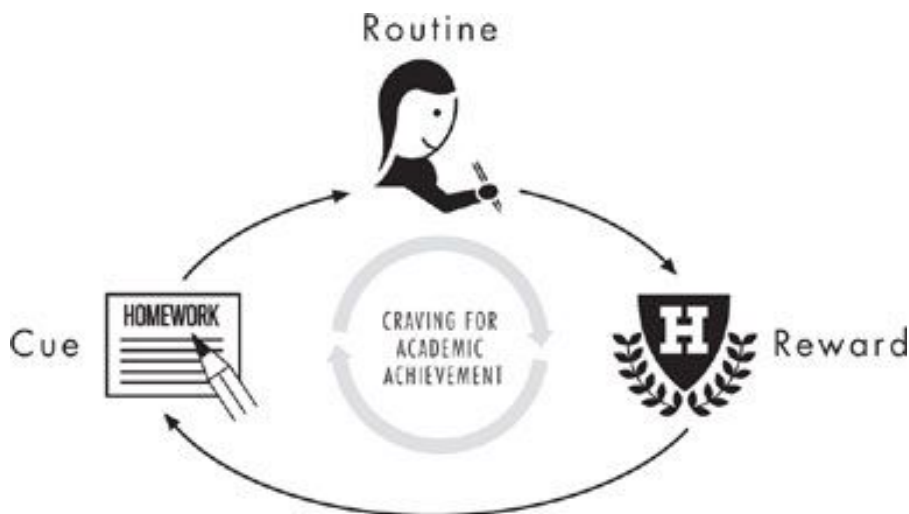 Routine
Cue
HOMEWORK
CRAVING FOR
ACADEMIC
ACHIEVEMENT
H
Reward